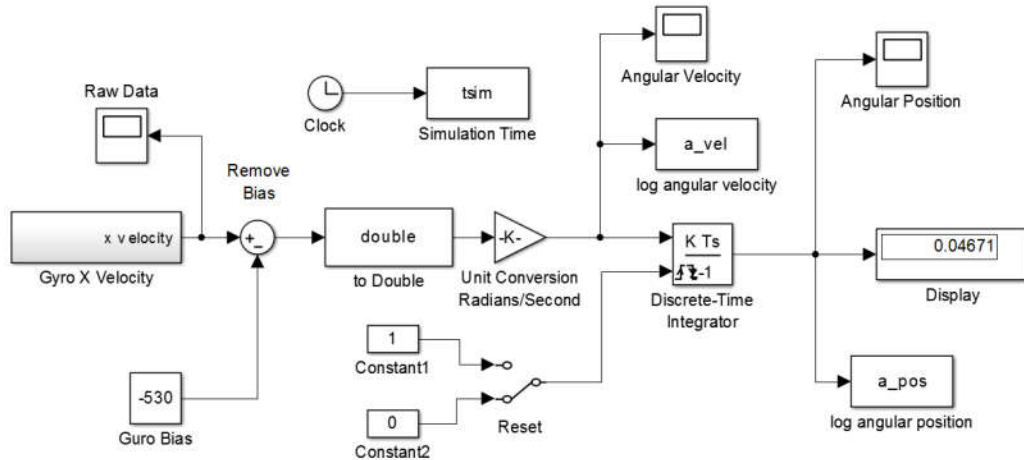 Raw Data
Clock
tsim
Simulation Time
Angular Velocity
Angular Position
a_vel
log angular velocity
Remove
Bias
x v elocity
Gyro X Velocity
+
-
double
to Double
-K-
Unit Conversion
Radians/Second
K Ts
z-1
Discrete-Time
Integrator
0.04671
Display
1
Constant1
-530
Guro Bias
0
Constant2
Reset
a_pos
log angular position